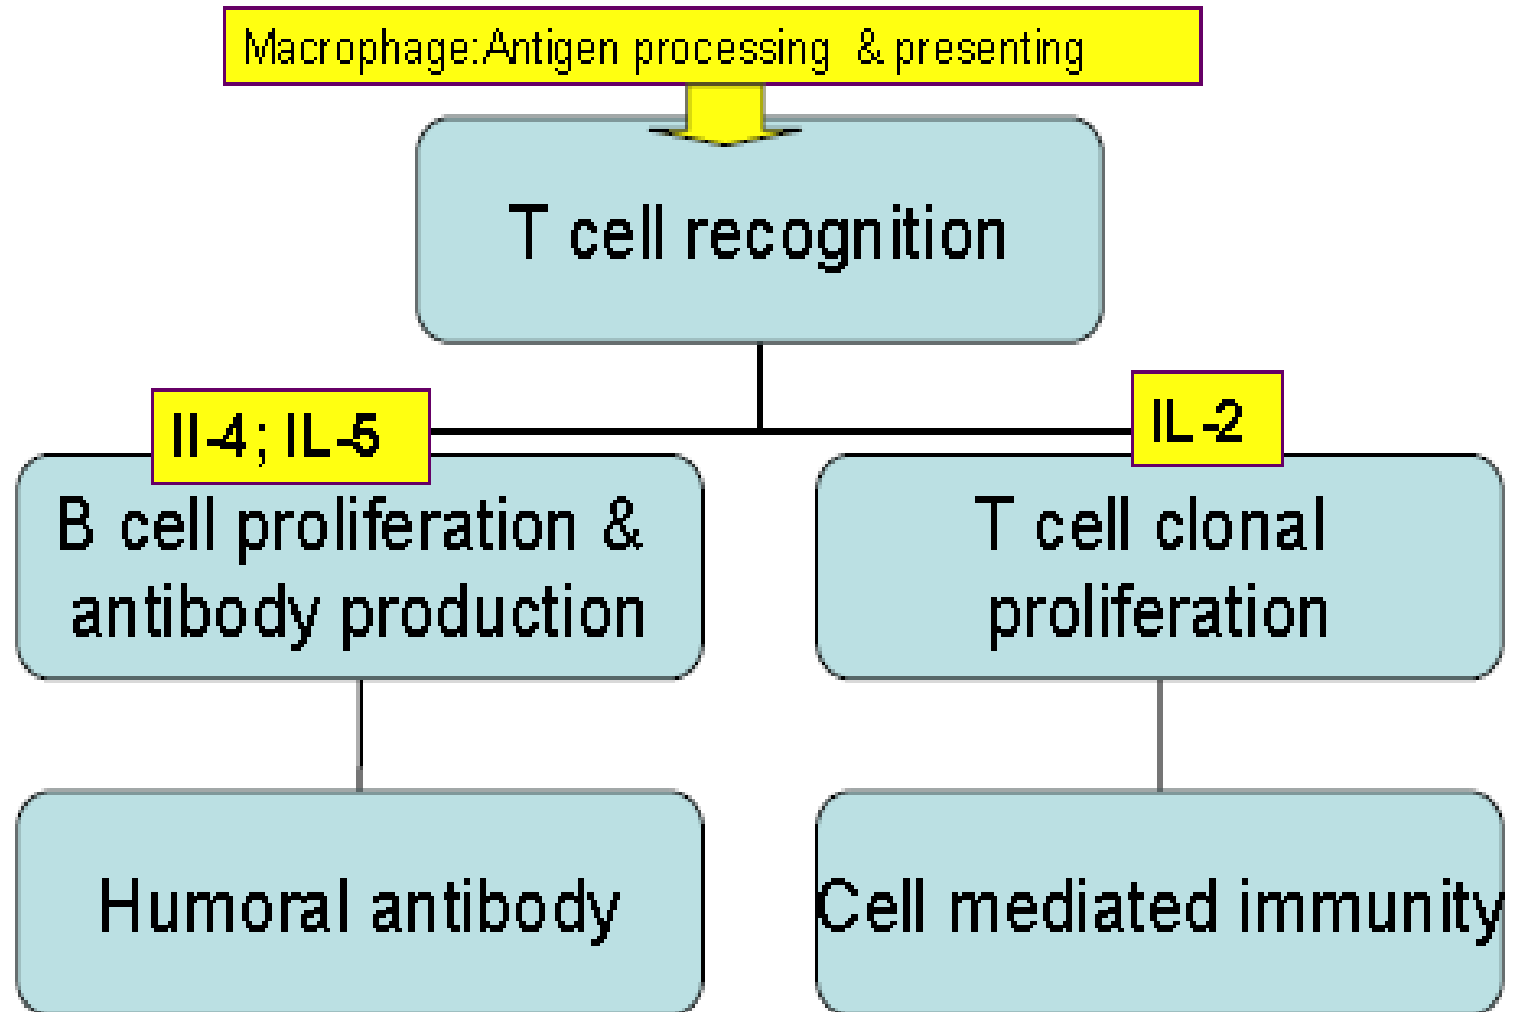 Macrophage:Antigen processing & presenting
T cell recognition
Il-4; IL-5
IL-2
B cell proliferation &
antibody production
T cell clonal
proliferation
Humoral antibody
Cell mediated immunity